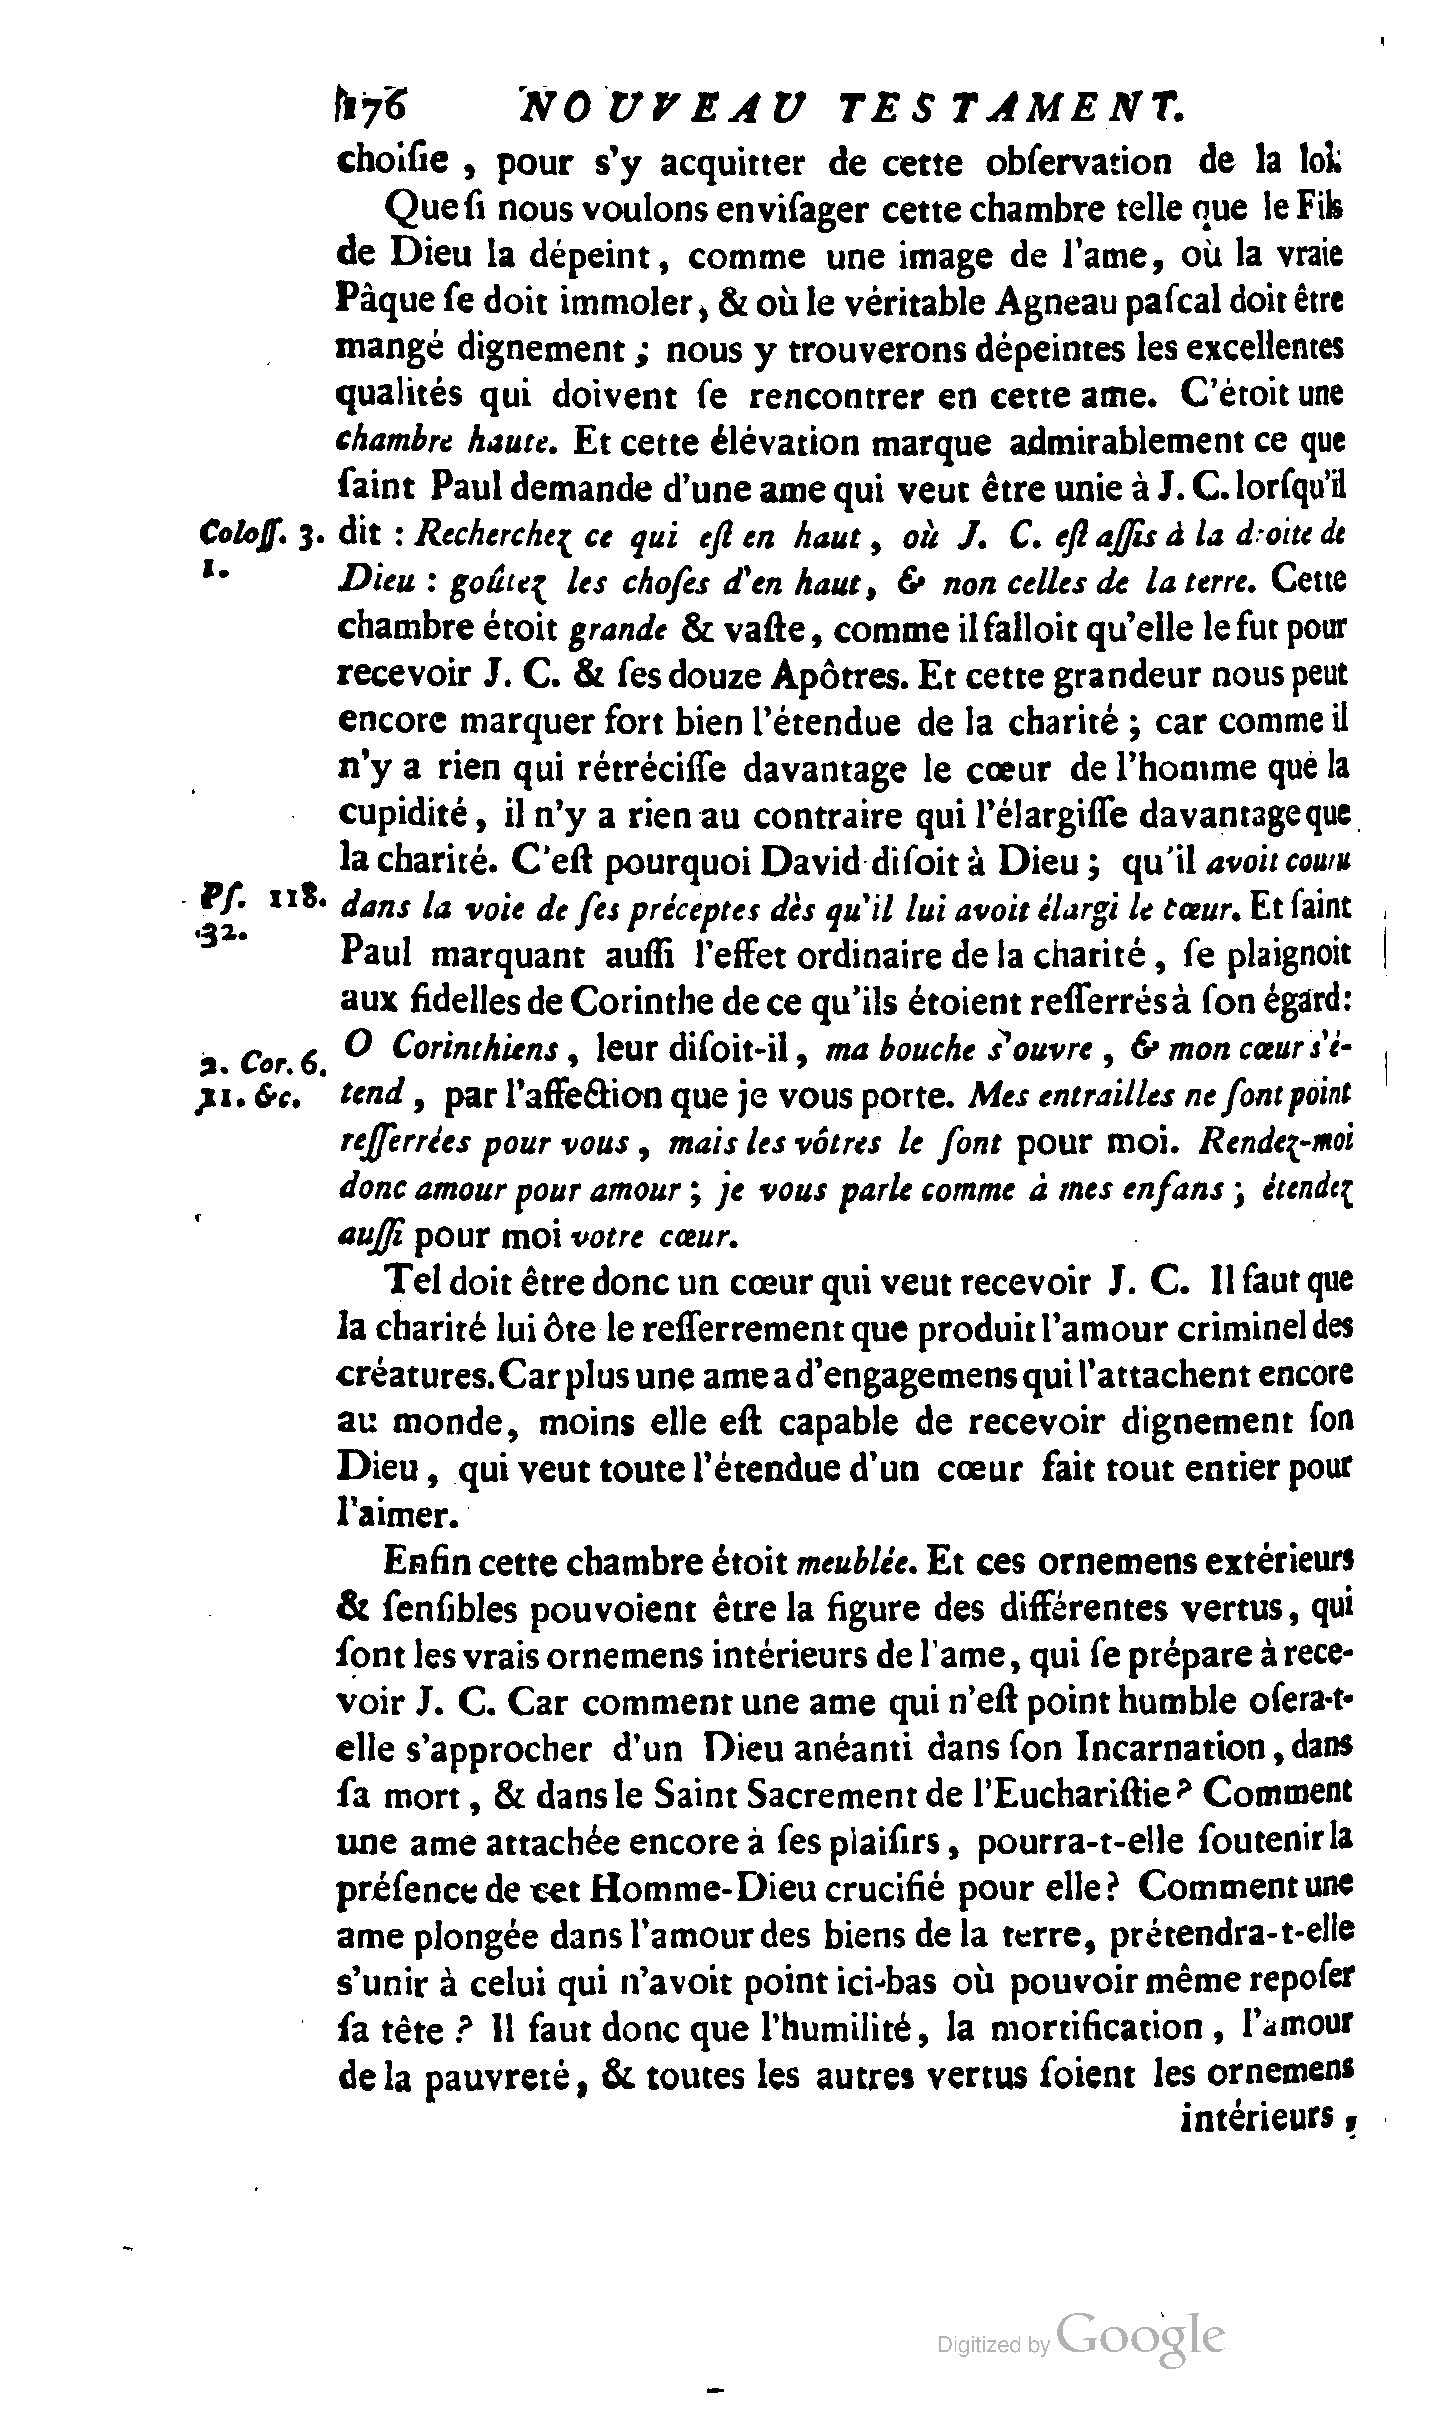 176 NOUVEAU TESTAMENT.
choiſie , pour s'y acquitter de cette obſervation de la loi.
Que ſi nous voulons enviſager cette chambre telle que le Fils
de Dieu la dépeint, comme une image de l'ame, où la vraie
Pâque ſe doit immoler, & où le véritable Agneau paſcal doit être
mangé dignement ; nous y trouverons dépeintes les excellentes
qualités qui doivent ſe rencontrer en cette ame. C'étoit une
chambre haute. Et cette élévation marque admirablement ce que
ſaint Paul demande d'une ame qui veut être unie à J. C. lorſqu'il
Coloſſ. 3. dit : Recherchez ce qui eſt en haut , où J. C. eſt aſſis à la droite de
1. Dieu : goûtez les choſes d'en haut, & non celles de la terre. Cette
chambre étoit grande & vaſte, comme il falloit qu'elle le fut pour
recevoir J. C. & ſes douze Apôtres. Et cette grandeur nous peut
encore marquer fort bien l'étendue de la charité ; car comme il
n'y a rien qui rétréciſſe davantage le cœur de l'homme que la
cupidité, il n'y a rien au contraire qui l'élargiſſe davantage que
la charité. C'eſt pourquoi David diſoit à Dieu ; qu'il avoit couru
Pſ. 118. dans la voie de ſes préceptes dès qu'il lui avoit élargi le cœur. Et ſaint
32. Paul marquant auſſi l'effet ordinaire de la charité, ſe plaignoit
aux fidelles de Corinthe de ce qu'ils étoient reſſerrés à ſon égard:
2. Cor. 6. O Corinthiens , leur diſoit-il, ma bouche s'ouvre , & mon cœur s'é-
11. &c. tend , par l'affection que je vous porte. Mes entrailles ne ſont point
reſſerrées pour vous , mais les vôtres le ſont pour moi. Rendez-moi
donc amour pour amour ; je vous parle comme à mes enfans ; étendez
auſſi pour moi votre cœur.
Tel doit être donc un cœur qui veut recevoir J. C. Il faut que
la charité lui ôte le reſſerrement que produit l'amour criminel des
créatures. Car plus une ame a d'engagemens qui l'attachent encore
au monde, moins elle eſt capable de recevoir dignement ſon
Dieu, qui veut toute l'étendue d'un cœur fait tout entier pour
l'aimer.
Enfin cette chambre étoit meublée. Et ces ornemens extérieurs
& ſenſibles pouvoient être la figure des différentes vertus, qui
ſont les vrais ornemens intérieurs de l'ame, qui ſe prépare à rece-
voir J. C. Car comment une ame qui n'eſt point humble oſera-t-
elle s'approcher d'un Dieu anéanti dans ſon Incarnation, dans
ſa mort, & dans le Saint Sacrement de l'Euchariſtie? Comment
une ame attachée encore à ſes plaiſirs, pourra-t-elle ſoutenir la
préſence de cet Homme-Dieu crucifié pour elle? Comment une
ame plongée dans l'amour des biens de la terre, prétendra-t-elle
s'unir à celui qui n'avoit point ici-bas où pouvoir même repoſer
ſa tête ? Il faut donc que l'humilité, la mortification, l'amour
de la pauvreté, & toutes les autres vertus ſoient les ornemens
intérieurs,
Digitized by Google